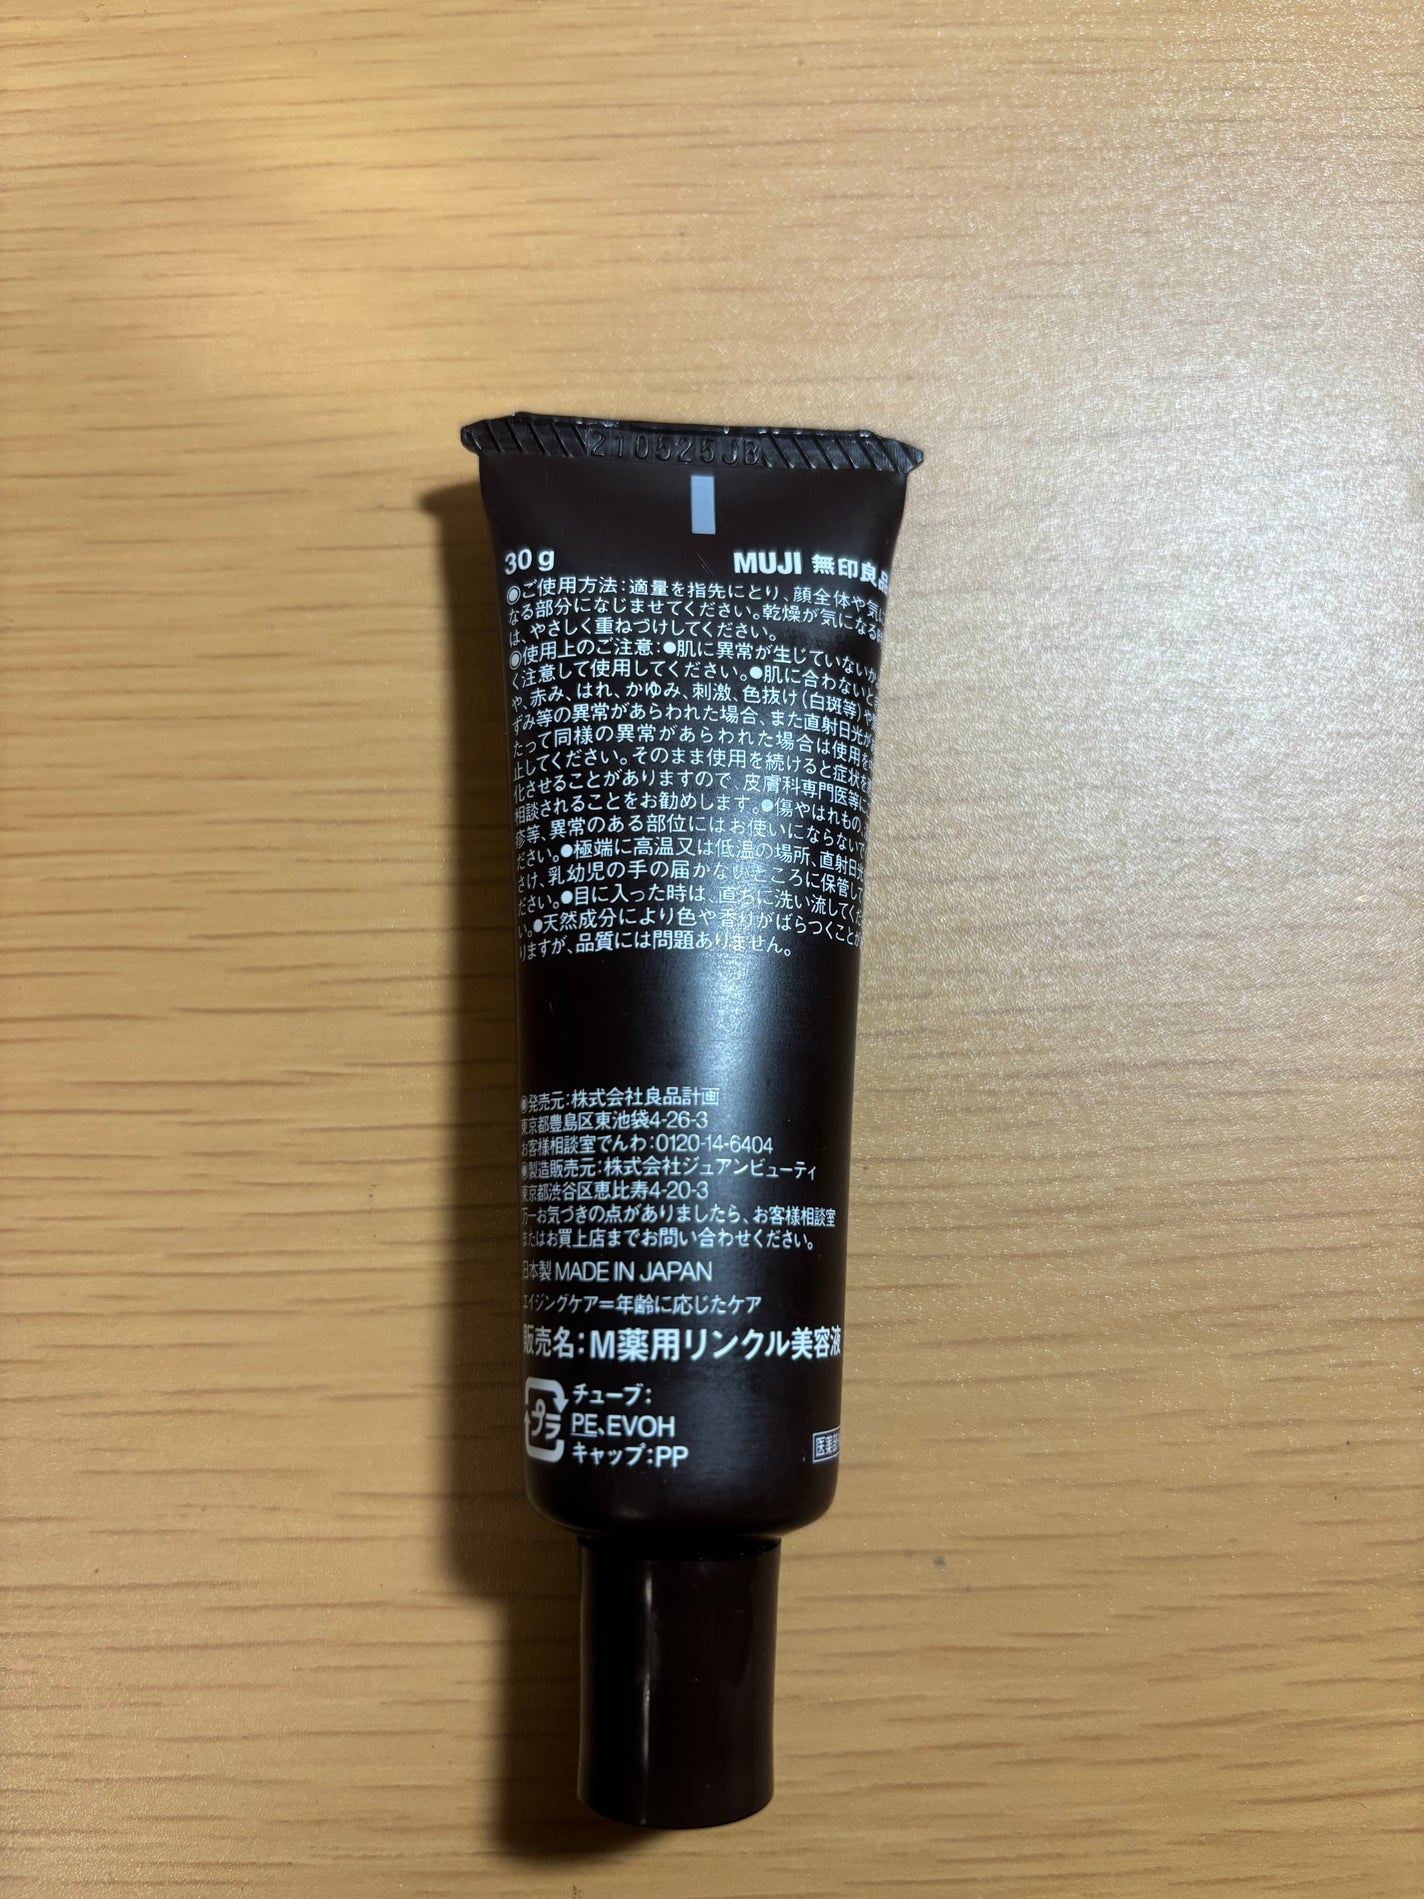 210525JB
30g MUJI 無印良品
◉ご使用方法：適量を指先にとり、顔全体や気に
なる部分になじませてください。乾燥が気になる
は、やさしく重ねづけしてください。
◉使用上のご注意：●肌に異常が生じていないか
く注意して使用してください。●肌に合わないと
や、赤み、はれ、かゆみ、刺激、色抜け（白斑等）や
ずみ等の異常があらわれた場合、また直射日光が
たって同様の異常があらわれた場合は使用を
止してください。そのまま使用を続けると症状を
化させることがありますので、皮膚科専門医等に
相談されることをお勧めします。●傷やはれもの、
疹等、異常のある部位にはお使いにならないで
ださい。●極端に高温又は低温の場所、直射日光
さけ、乳幼児の手の届かないところに保管して
ださい。●目に入った時は、直ちに洗い流してくだ
い。●天然成分により色や香りがばらつくことが
りますが、品質には問題ありません。
◉発売元：株式会社良品計画
東京都豊島区東池袋4-26-3
お客様相談室でんわ：0120-14-6404
◉製造販売元：株式会社ジュアンビューティ
東京都渋谷区恵比寿4-20-3
万一お気づきの点がありましたら、お客様相談室
またはお買上店までお問い合わせください。
日本製 MADE IN JAPAN
エイジングケア＝年齢に応じたケア
販売名：M薬用リンクル美容液
プラ チューブ：
PE、EVOH
キャップ：PP
医薬部